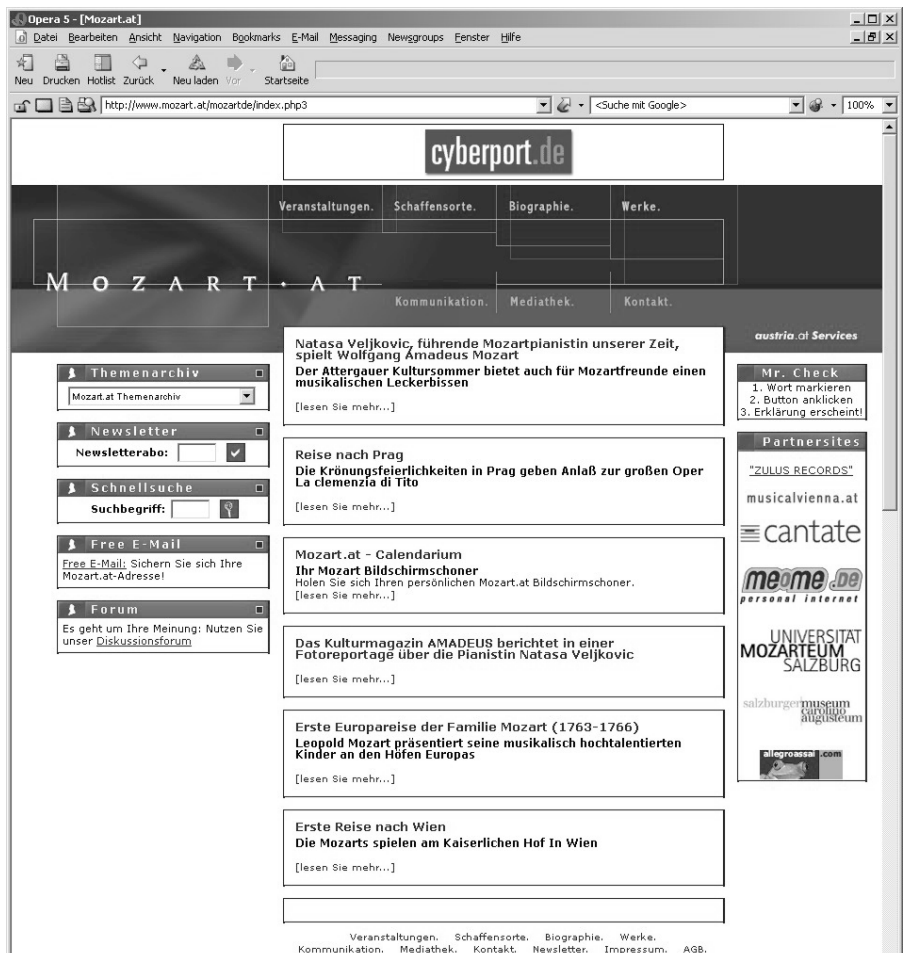 Opera 5 - [Mozart.at]
Datei Bearbeiten Ansicht Navigation Bookmarks E-Mail Messaging Newsgroups Fenster Hilfe
Neu Drucken Hotlist Zurück Neu laden Vor Startseite
http://www.mozart.at/mozartde/index.php3 <Suche mit Google> 100%
cyberport.de
Veranstaltungen. Schaffensorte. Biographie. Werke.
MOZART·AT
Kommunikation. Mediathek. Kontakt.
austria.at Services
Themenarchiv
Mozart.at Themenarchiv
Newsletter
Newsletterabo:
Schnellsuche
Suchbegriff:
Free E-Mail
Free E-Mail: Sichern Sie sich Ihre
Mozart.at-Adresse!
Forum
Es geht um Ihre Meinung: Nutzen Sie
unser Diskussionsforum
Natasa Veljkovic, führende Mozartpianistin unserer Zeit,
spielt Wolfgang Amadeus Mozart
Der Attergauer Kultursommer bietet auch für Mozartfreunde einen
musikalischen Leckerbissen
[lesen Sie mehr...]
Reise nach Prag
Die Krönungsfeierlichkeiten in Prag geben Anlaß zur großen Oper
La clemenzia di Tito
[lesen Sie mehr...]
Mozart.at - Calendarium
Ihr Mozart Bildschirmschoner
Holen Sie sich Ihren persönlichen Mozart.at Bildschirmschoner.
[lesen Sie mehr...]
Das Kulturmagazin AMADEUS berichtet in einer
Fotoreportage über die Pianistin Natasa Veljkovic
[lesen Sie mehr...]
Erste Europareise der Familie Mozart (1763-1766)
Leopold Mozart präsentiert seine musikalisch hochtalentierten
Kinder an den Höfen Europas
[lesen Sie mehr...]
Erste Reise nach Wien
Die Mozarts spielen am Kaiserlichen Hof In Wien
[lesen Sie mehr...]
Mr. Check
1. Wort markieren
2. Button anklicken
3. Erklärung erscheint!
Partnersites
"ZULUS RECORDS"
musicalvienna.at
cantate
meome.de
personal internet
UNIVERSITÄT
MOZARTEUM
SALZBURG
salzburger museum
carolino
augusteum
allegroassai.com
Veranstaltungen. Schaffensorte. Biographie. Werke.
Kommunikation. Mediathek. Kontakt. Newsletter. Impressum. AGB.